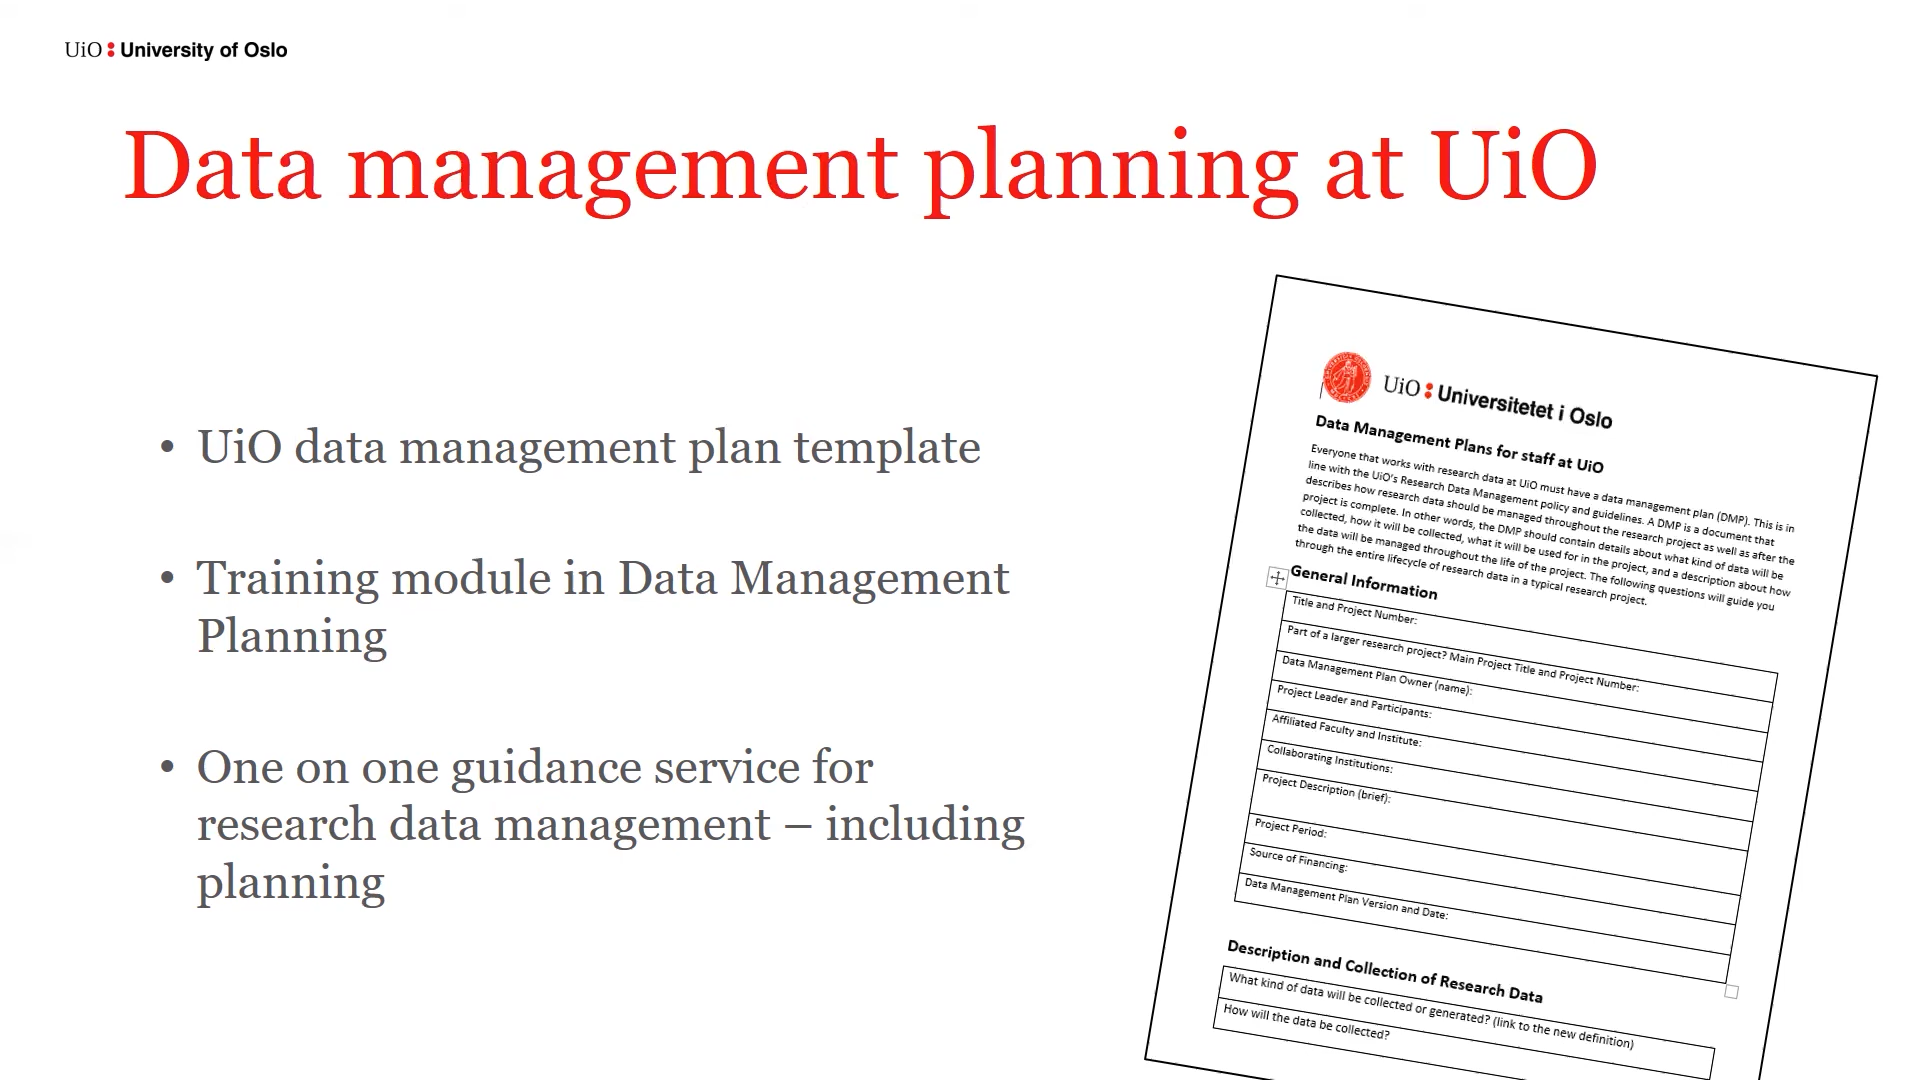 UiO : University of Oslo
Data management planning at UiO
• UiO data management plan template
• Training module in Data Management
Planning
• One on one guidance service for
research data management – including
planning
UiO : Universitetet i Oslo
Data Management Plans for staff at UiO
Everyone that works with research data at UiO must have a data management plan (DMP). This is in
line with the UiO's Research Data Management policy and guidelines. A DMP is a document that
describes how research data should be managed throughout the research project as well as after the
project is complete. In other words, the DMP should contain details about what kind of data will be
collected, how it will be collected, what it will be used for in the project, and a description about how
the data will be managed throughout the life of the project. The following questions will guide you
through the entire lifecycle of research data in a typical research project.
General Information
Title and Project Number:
Part of a larger research project? Main Project Title and Project Number:
Data Management Plan Owner (name):
Project Leader and Participants:
Affiliated Faculty and Institute:
Collaborating Institutions:
Project Description (brief):
Project Period:
Source of Financing:
Data Management Plan Version and Date:
Description and Collection of Research Data
What kind of data will be collected or generated? (link to the new definition)
How will the data be collected?